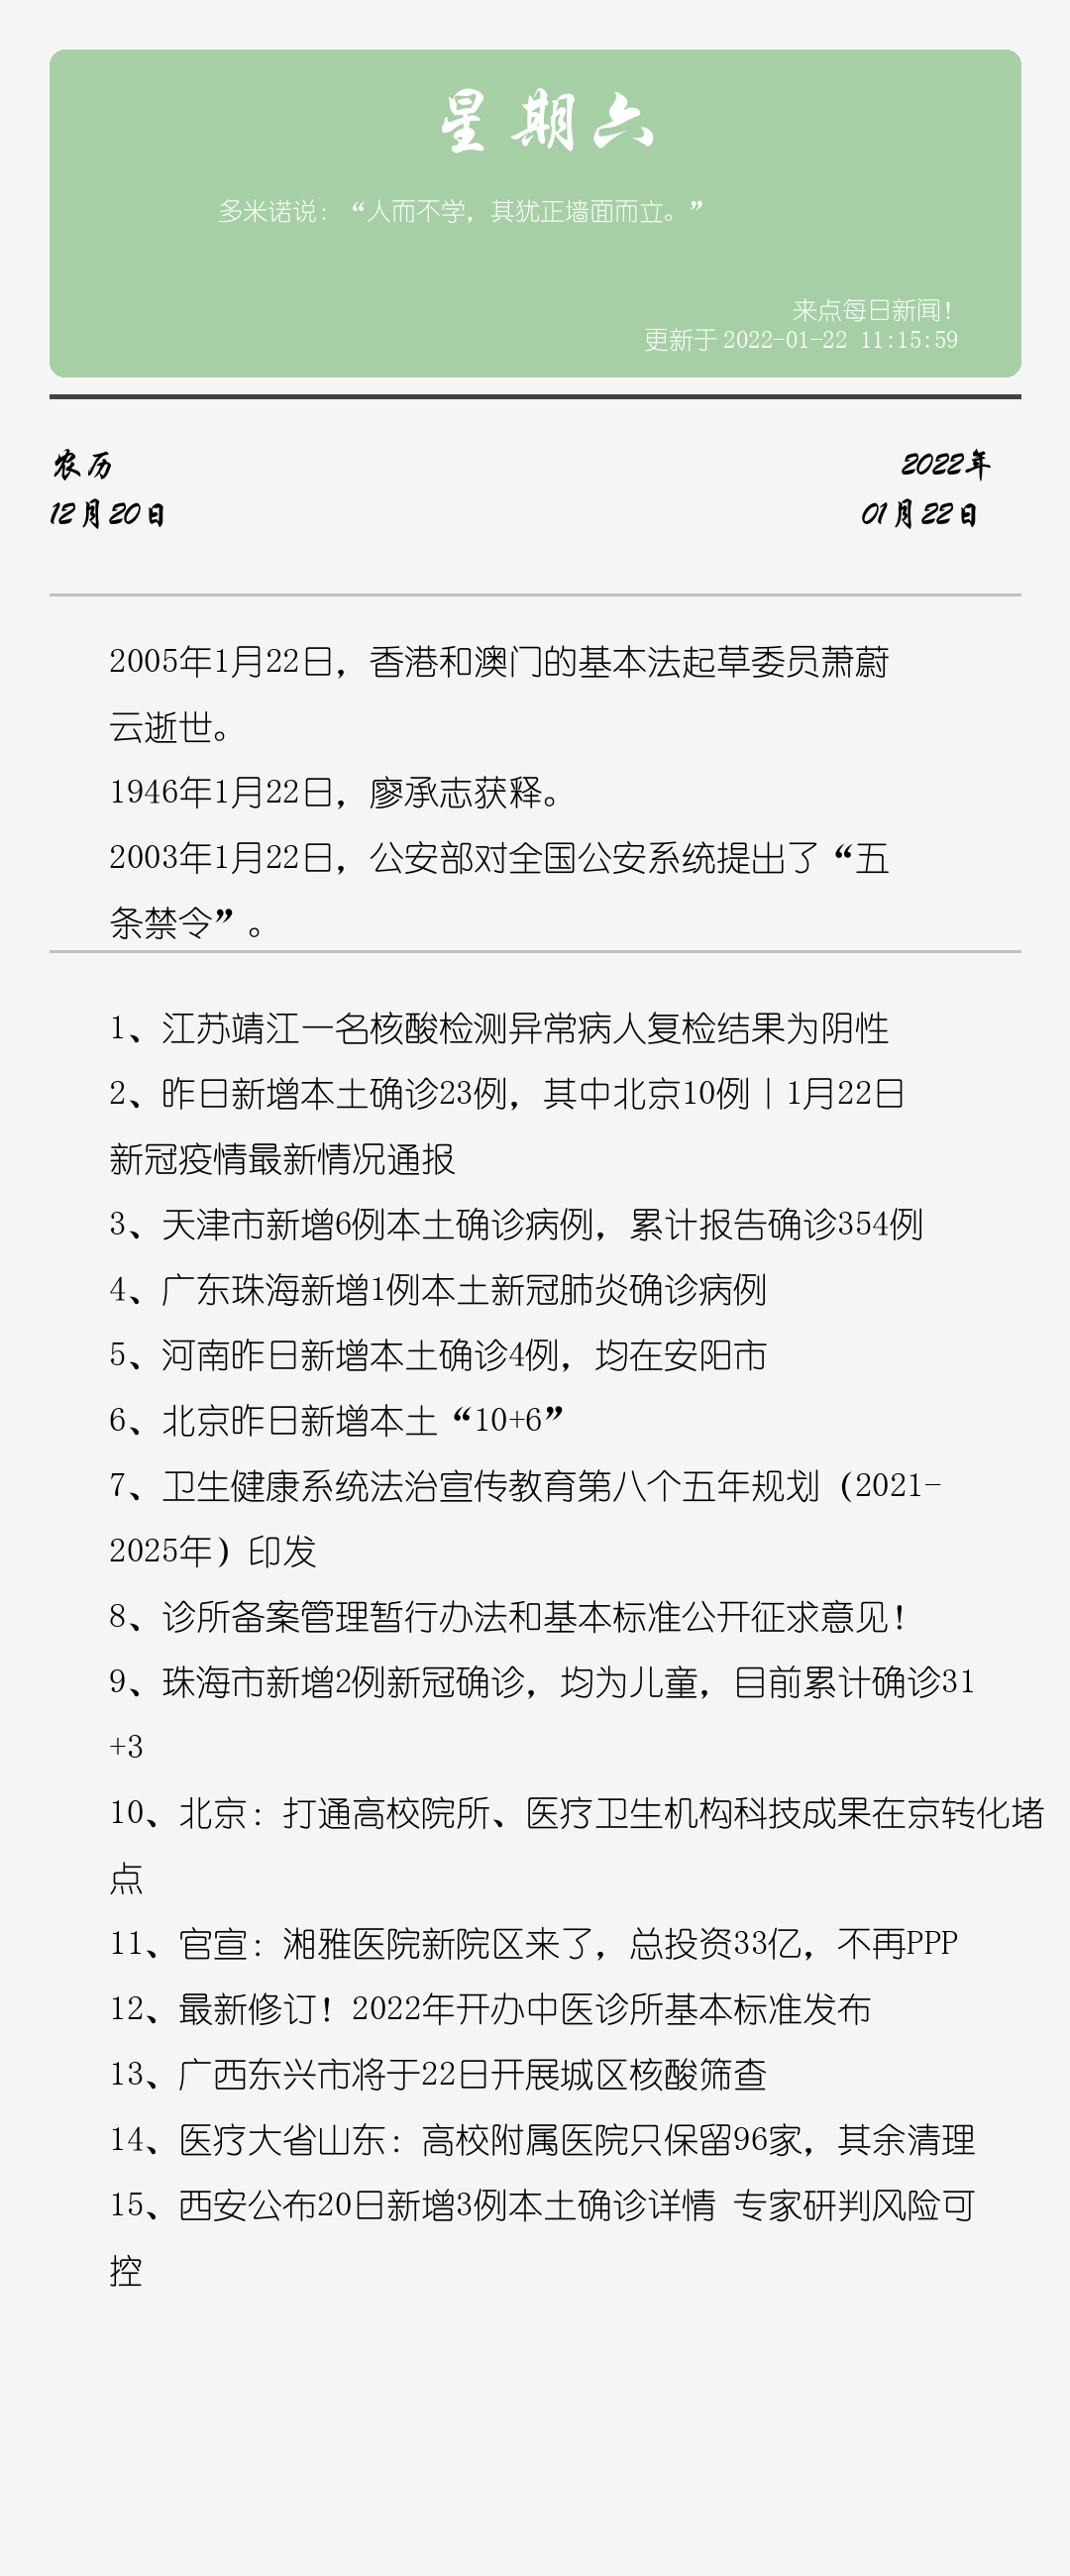 星期六
多米诺说：“人而不学，其犹正墙面而立。”
来点每日新闻！
更新于 2022-01-22 11:15:59
农历
2022年
12月20日
01月22日
2005年1月22日，香港和澳门的基本法起草委员萧蔚
云逝世。
1946年1月22日，廖承志获释。
2003年1月22日，公安部对全国公安系统提出了“五
条禁令”。
1、江苏靖江一名核酸检测异常病人复检结果为阴性
2、昨日新增本土确诊23例，其中北京10例丨1月22日
新冠疫情最新情况通报
3、天津市新增6例本土确诊病例，累计报告确诊354例
4、广东珠海新增1例本土新冠肺炎确诊病例
5、河南昨日新增本土确诊4例，均在安阳市
6、北京昨日新增本土“10+6”
7、卫生健康系统法治宣传教育第八个五年规划（2021-
2025年）印发
8、诊所备案管理暂行办法和基本标准公开征求意见！
9、珠海市新增2例新冠确诊，均为儿童，目前累计确诊31
+3
10、北京：打通高校院所、医疗卫生机构科技成果在京转化堵
点
11、官宣：湘雅医院新院区来了，总投资33亿，不再PPP
12、最新修订！2022年开办中医诊所基本标准发布
13、广西东兴市将于22日开展城区核酸筛查
14、医疗大省山东：高校附属医院只保留96家，其余清理
15、西安公布20日新增3例本土确诊详情 专家研判风险可
控